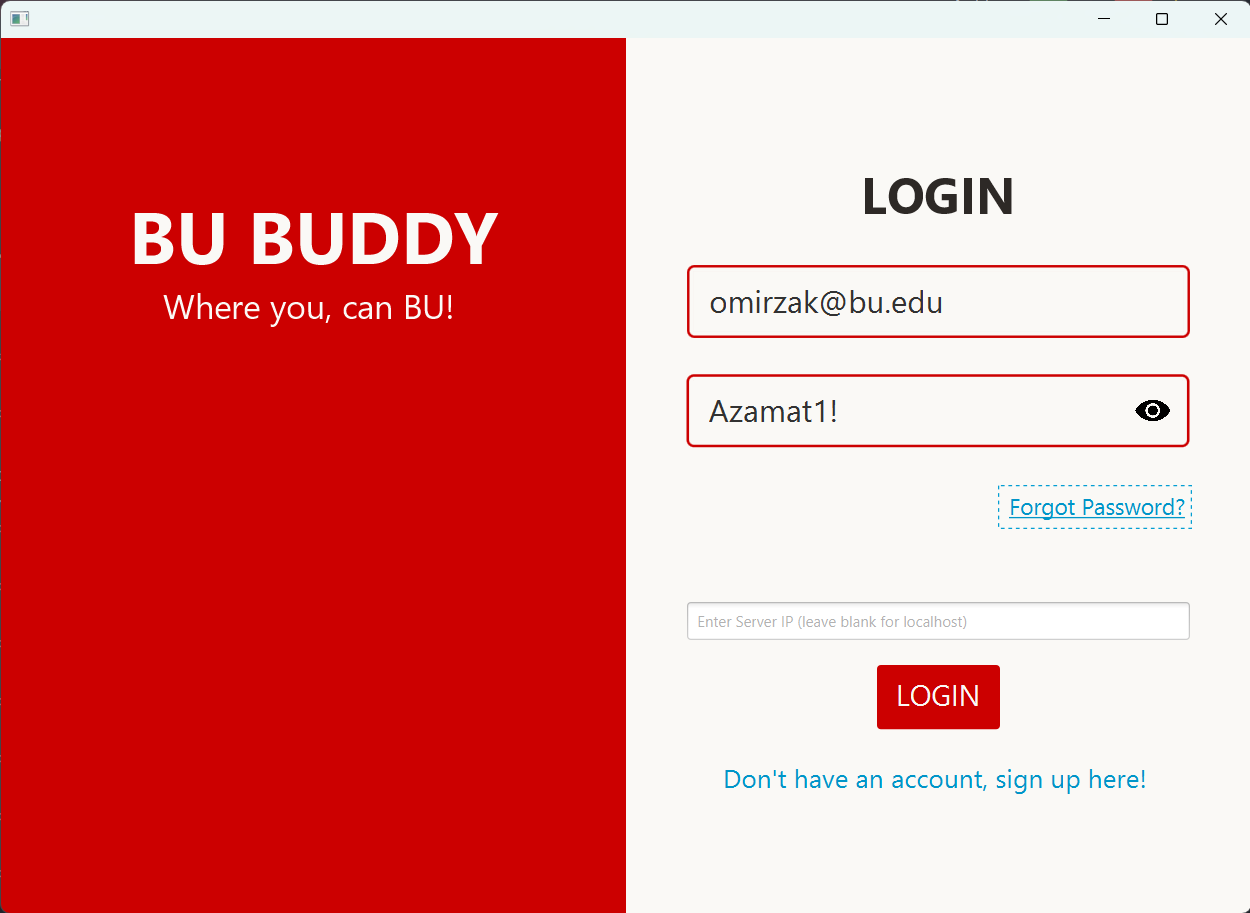 BU BUDDY
Where you, can BU!
LOGIN
omirzak@bu.edu
Azamat1!
Forgot Password?
Enter Server IP (leave blank for localhost)
LOGIN
Don't have an account, sign up here!